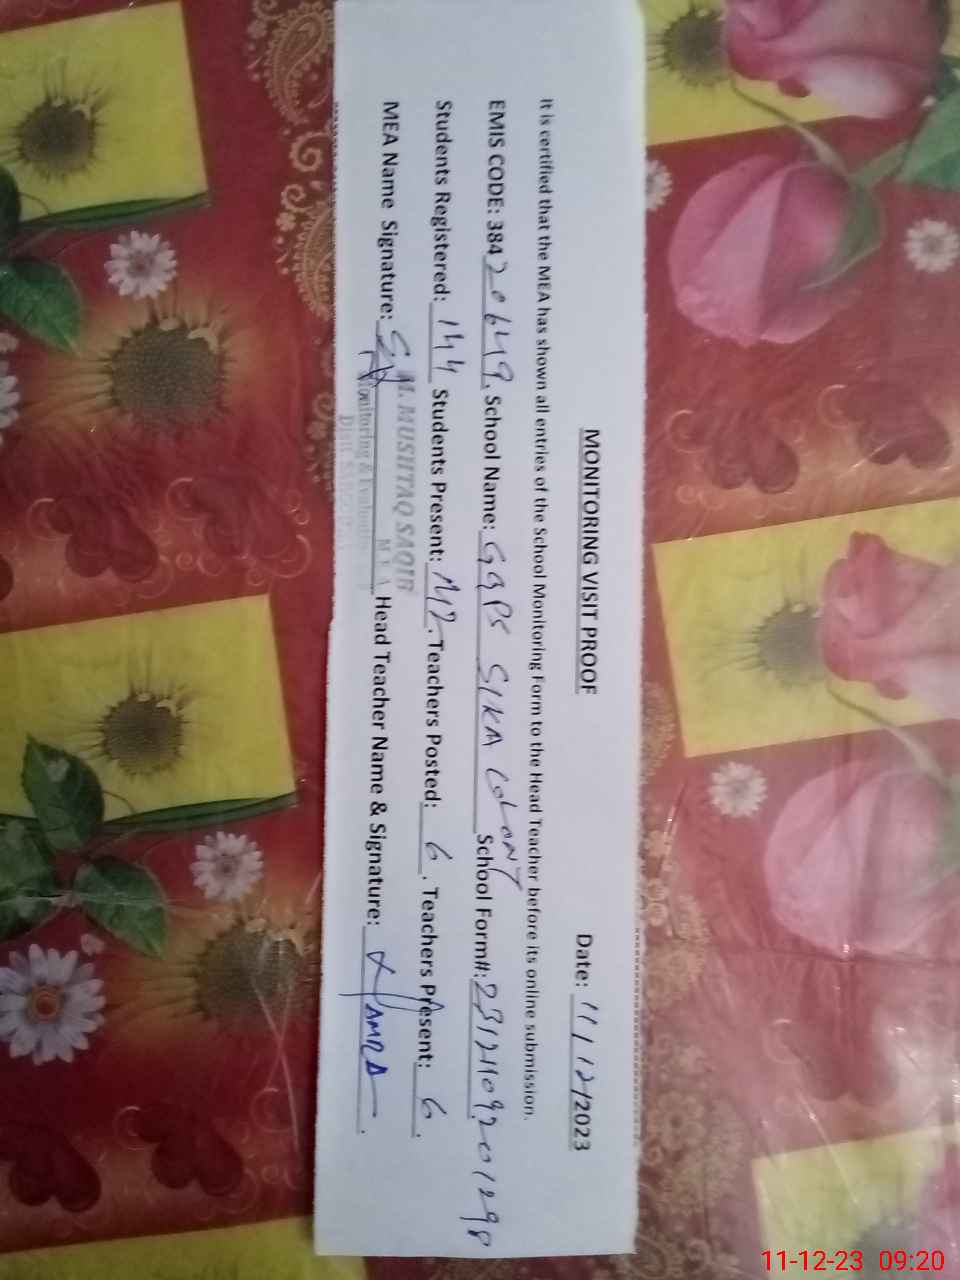 MONITORING VISIT PROOF Date: 11/12/2023
It is certified that the MEA has shown all entries of the School Monitoring Form to the Head Teacher before its online submission.
EMIS CODE: 38420649. School Name: GGPS SIKA COLONY School Form#: 23121109201298
Students Registered: 144 Students Present: 112. Teachers Posted: 6. Teachers Present: 6.
MEA Name Signature: Head Teacher Name & Signature:
M. MUSHTAQ SAQIB
M E A
Monitoring &
11-12-23 09:20